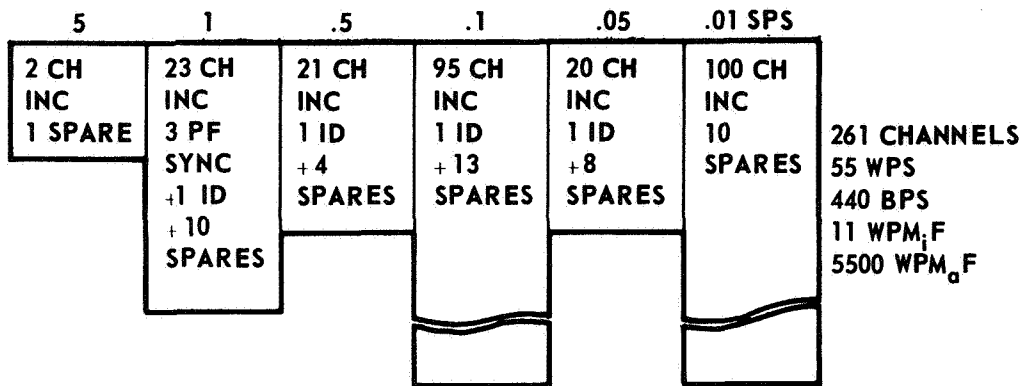 5 1 .5 .1 .05 .01 SPS
2 CH
INC
1 SPARE
23 CH
INC
3 PF
SYNC
+1 ID
+ 10
SPARES
21 CH
INC
1 ID
+ 4
SPARES
95 CH
INC
1 ID
+ 13
SPARES
20 CH
INC
1 ID
+8
SPARES
100 CH
INC
10
SPARES
261 CHANNELS
55 WPS
440 BPS
11 WPMiF
5500 WPMaF